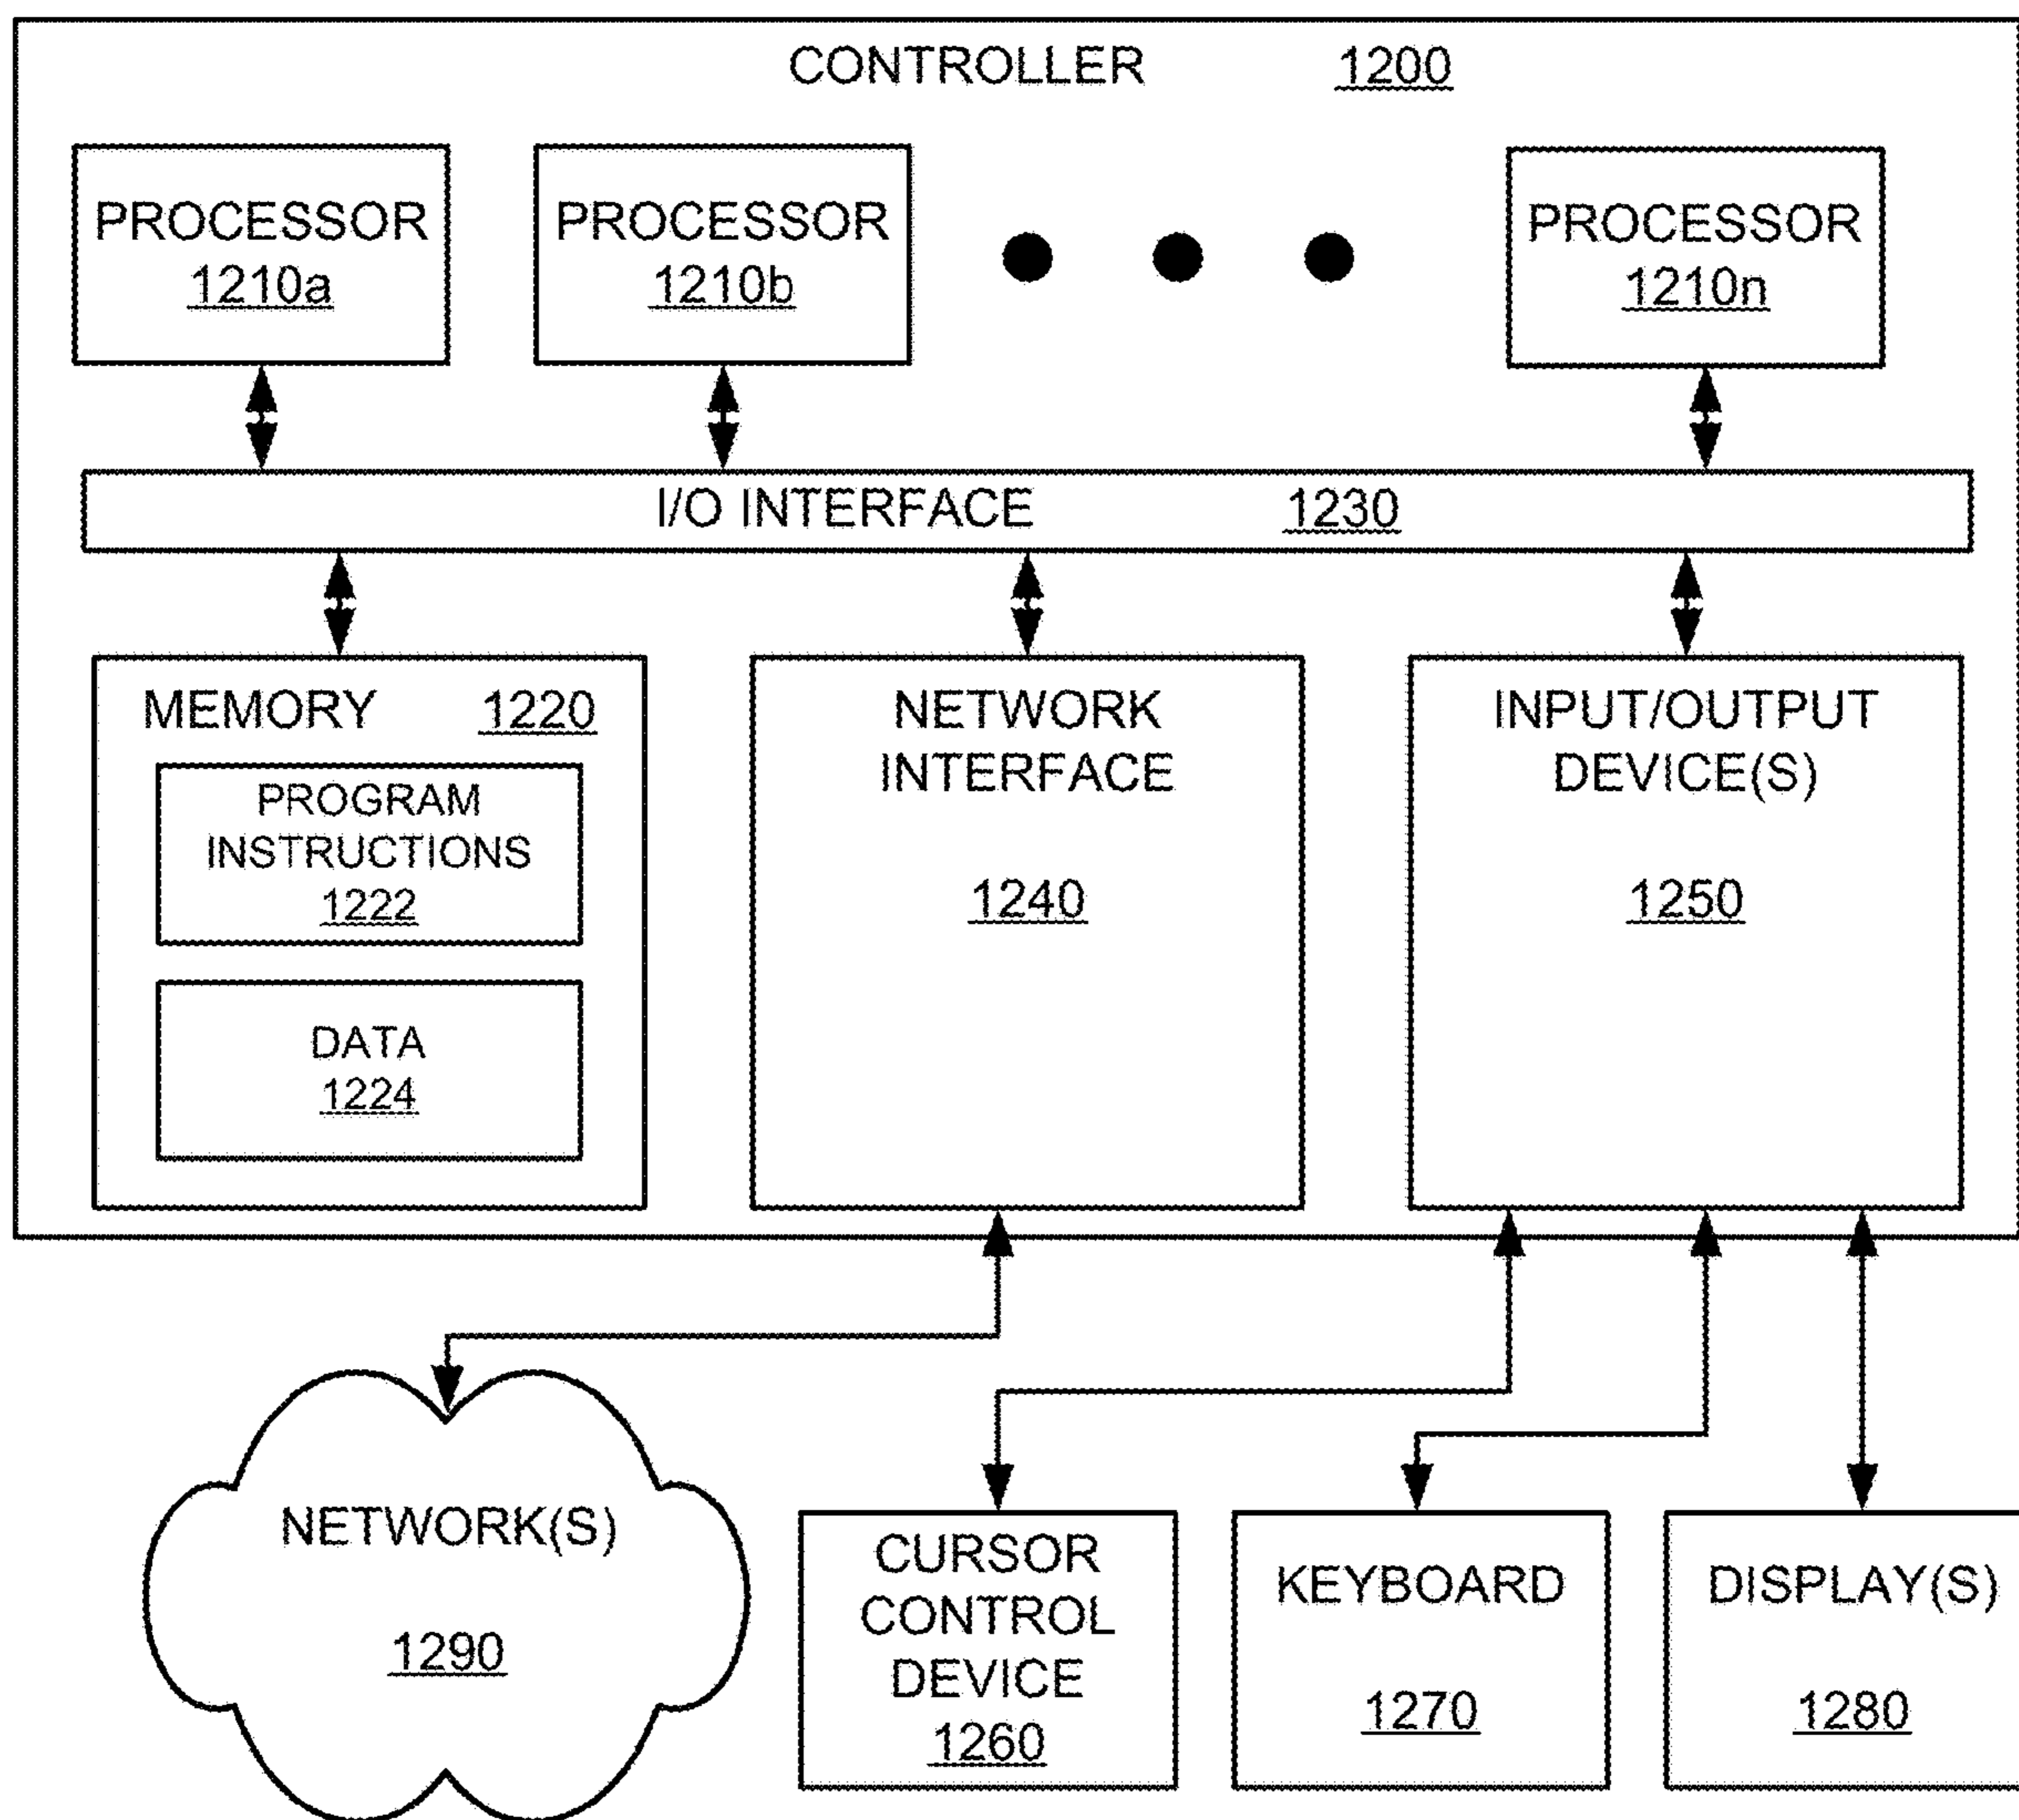 CONTROLLER 1200
PROCESSOR
1210a
PROCESSOR
1210b
PROCESSOR
1210n
I/O INTERFACE 1230
MEMORY 1220
PROGRAM
INSTRUCTIONS
1222
DATA
1224
NETWORK
INTERFACE
1240
INPUT/OUTPUT
DEVICE(S)
1250
NETWORK(S)
1290
CURSOR
CONTROL
DEVICE
1260
KEYBOARD
1270
DISPLAY(S)
1280